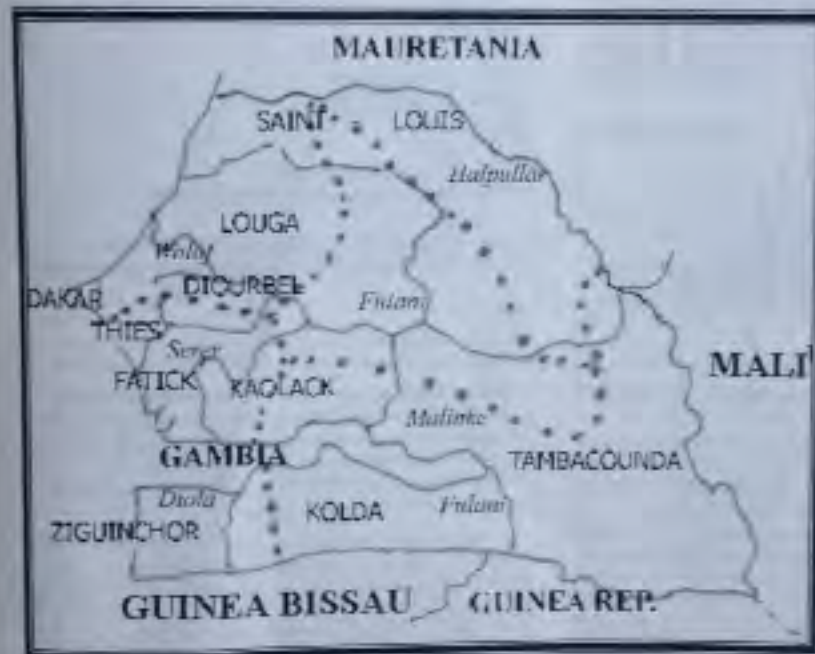 MAURETANIA
SAINT LOUIS
Halpullar
LOUGA
Wolof
DIOURBEL
DAKAR
Fulani
THIES
Serer
MALI
FATICK
KAOLACK
Malinke
GAMBIA
TAMBACOUNDA
Diola
KOLDA
Fulani
ZIGUINCHOR
GUINEA BISSAU
GUINEA REP.